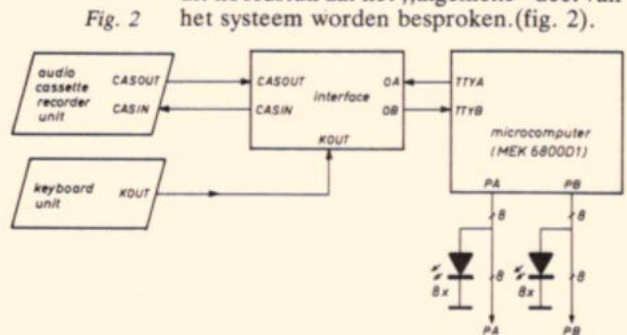 Fig. 2 het systeem worden besproken.(fig. 2).
audio
cassette
recorder
unit
CASOUT
CASIN
CASOUT
CASIN
interface
OA
OB
KOUT
TTYA
TTYB
microcomputer
(MEK 6800D1)
PA
PB
keyboard
unit
KOUT
8
8
8
8
8x
8x
PA
PB